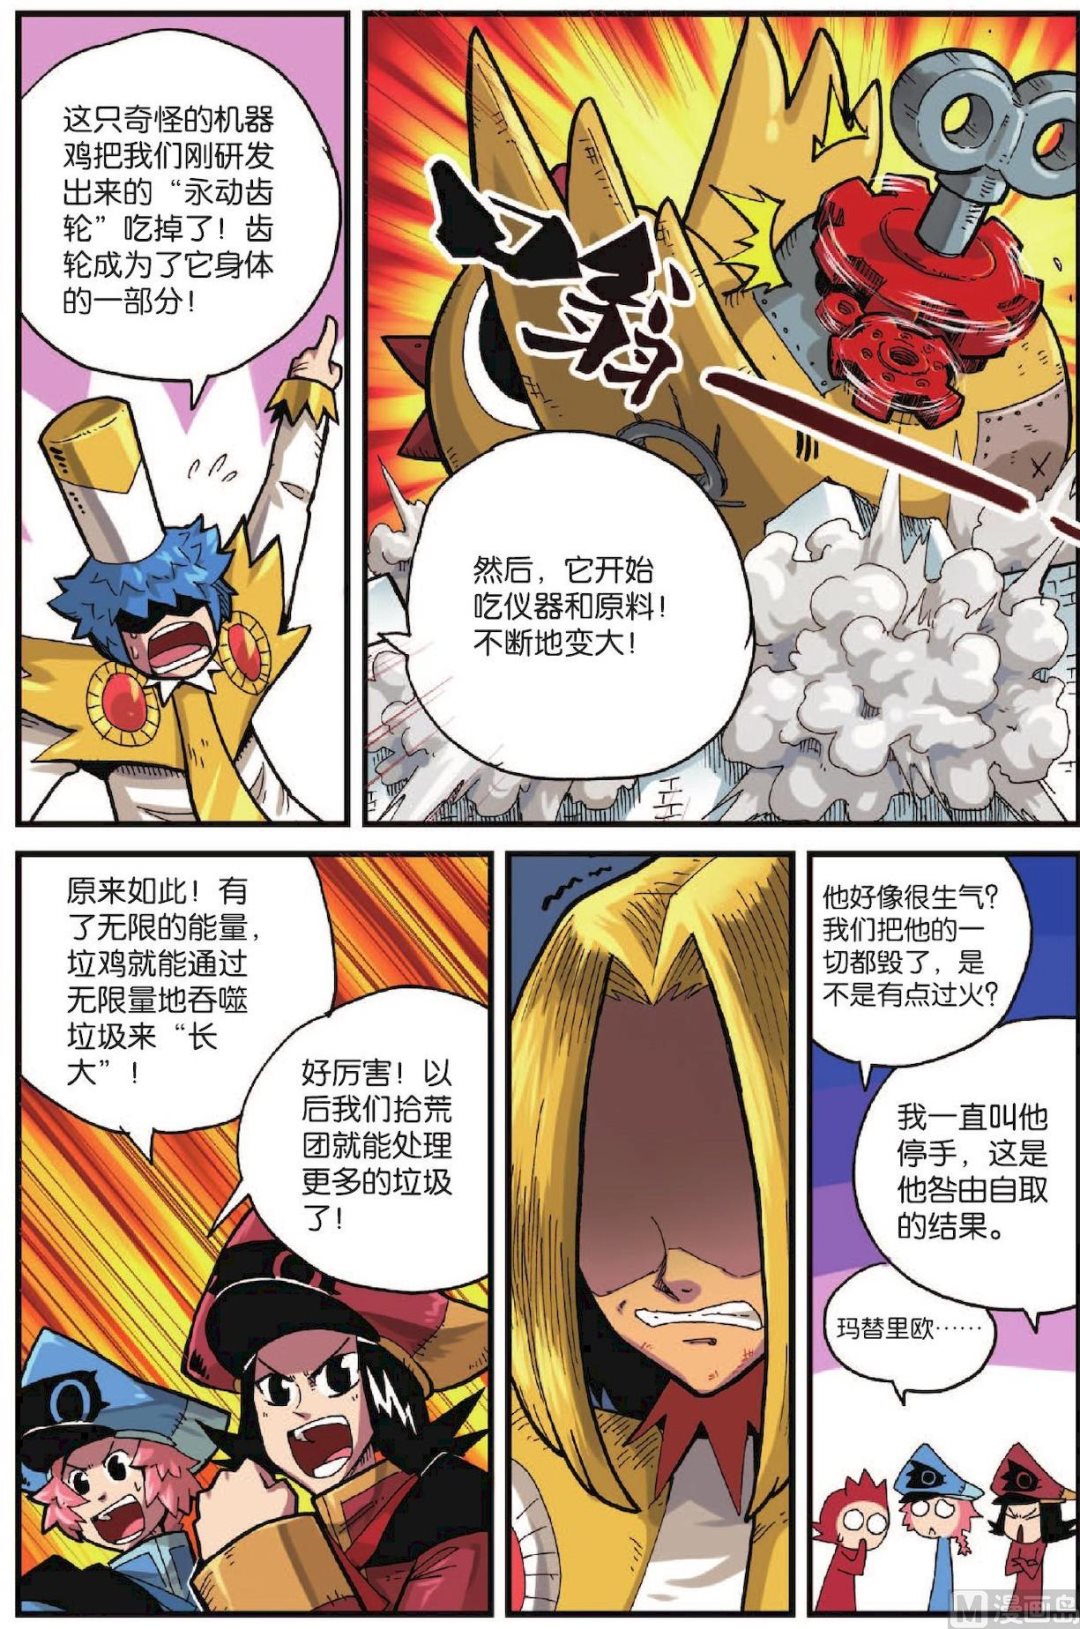 这只奇怪的机器
鸡把我们刚研发
出来的“永动齿
轮”吃掉了！齿
轮成为了它身体
的一部分！
然后，它开始
吃仪器和原料！
不断地变大！
原来如此！有
了无限的能量，
垃鸡就能通过
无限量地吞噬
垃圾来“长
大”！
好厉害！以
后我们拾荒
团就能处理
更多的垃圾
了！
他好像很生气？
我们把他的一
切都毁了，是
不是有点过火？
我一直叫他
停手，这是
他咎由自取
的结果。
玛替里欧……
漫画岛